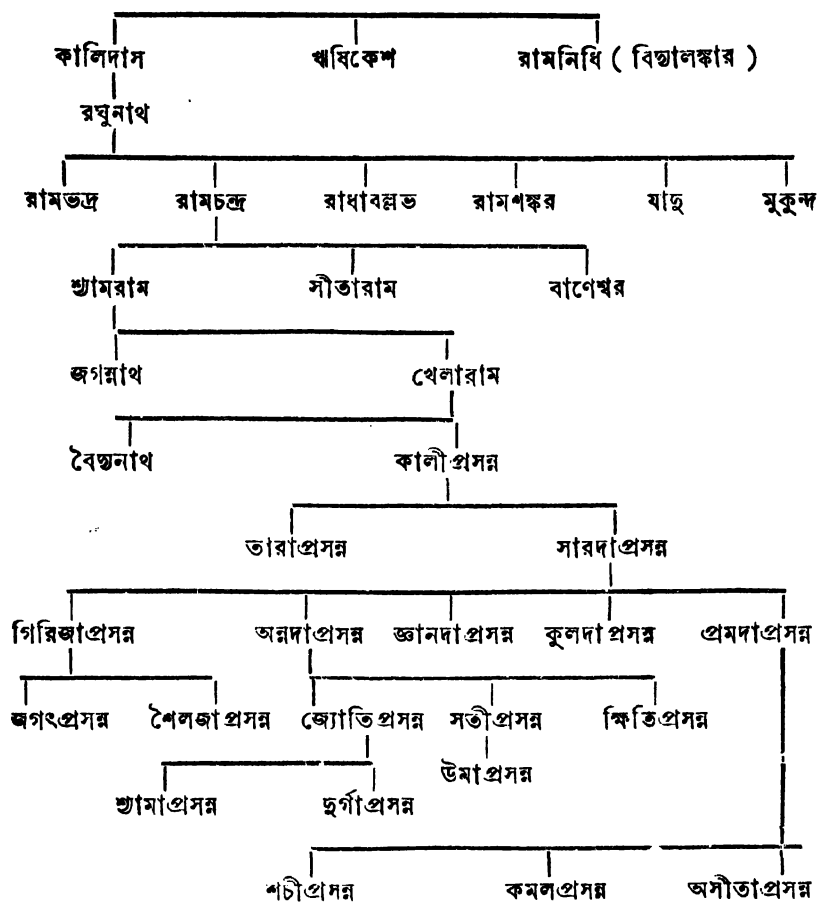 কালিদাস ঋষিকেশ রামনিধি ( বিদ্যালঙ্কার )
রঘুনাথ
রামভদ্র রামচন্দ্র রাধাবল্লভ রামশঙ্কর যাদু মুকুন্দ
শ্যামরাম সীতারাম বাণেশ্বর
জগন্নাথ খেলারাম
বৈদ্যনাথ কালীপ্রসন্ন
তারাপ্রসন্ন সারদাপ্রসন্ন
গিরিজাপ্রসন্ন অন্নদাপ্রসন্ন জ্ঞানদাপ্রসন্ন কুলদাপ্রসন্ন প্রমদাপ্রসন্ন
জগৎপ্রসন্ন শৈলজাপ্রসন্ন জ্যোতিপ্রসন্ন সতীপ্রসন্ন ক্ষিতিপ্রসন্ন
উমাপ্রসন্ন
শ্যামাপ্রসন্ন দুর্গাপ্রসন্ন
শচীপ্রসন্ন কমলপ্রসন্ন অসীতাপ্রসন্ন